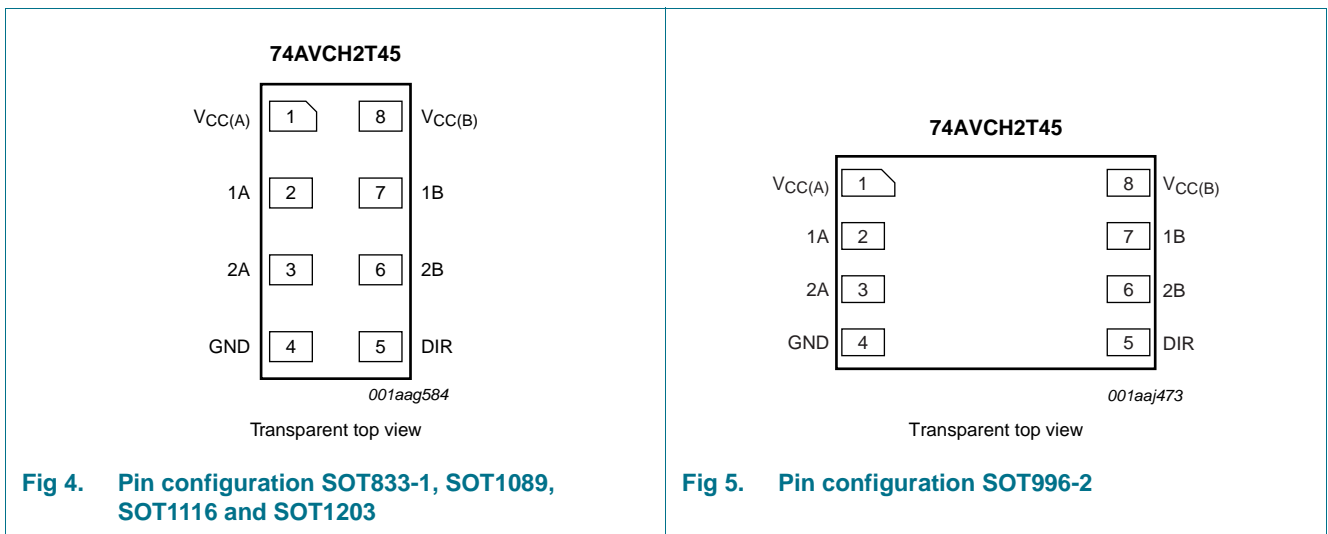 74AVCH2T45
VCC(A) 1 8 VCC(B)
1A 2 7 1B
2A 3 6 2B
GND 4 5 DIR
001aag584
Transparent top view
Fig 4. Pin configuration SOT833-1, SOT1089,
SOT1116 and SOT1203
74AVCH2T45
VCC(A) 1 8 VCC(B)
1A 2 7 1B
2A 3 6 2B
GND 4 5 DIR
001aaj473
Transparent top view
Fig 5. Pin configuration SOT996-2